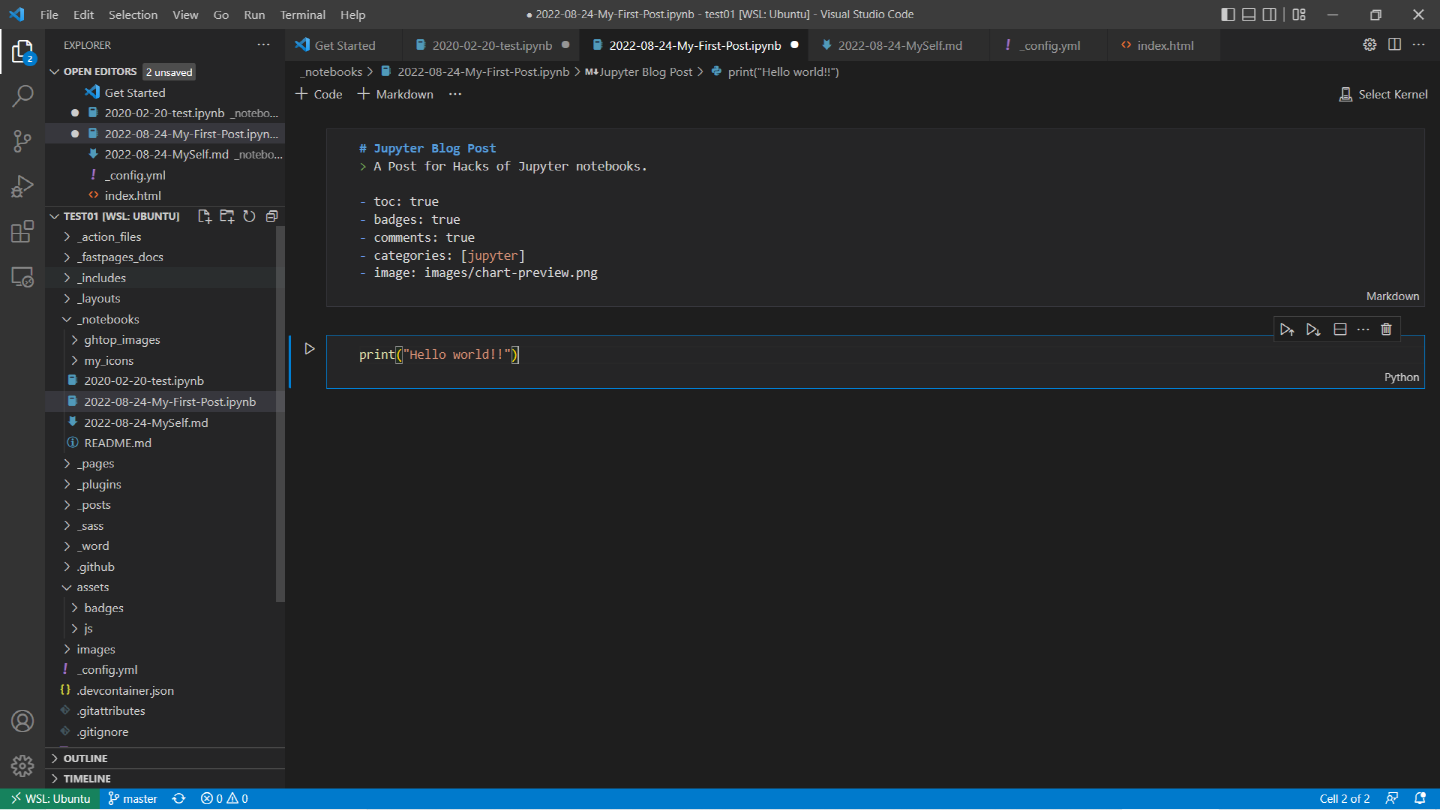 File Edit Selection View Go Run Terminal Help ● 2022-08-24-My-First-Post.ipynb - test01 [WSL: Ubuntu] - Visual Studio Code
EXPLORER ···
Get Started 2020-02-20-test.ipynb 2022-08-24-My-First-Post.ipynb 2022-08-24-MySelf.md _config.yml index.html ···
_notebooks > 2022-08-24-My-First-Post.ipynb > Jupyter Blog Post > print("Hello world!!")
+ Code + Markdown ··· Select Kernel
2
OPEN EDITORS 2 unsaved
Get Started
2020-02-20-test.ipynb _notebo...
2022-08-24-My-First-Post.ipyn...
2022-08-24-MySelf.md _notebo...
! _config.yml
<> index.html
TEST01 [WSL: UBUNTU]
_action_files
_fastpages_docs
_includes
_layouts
_notebooks
ghtop_images
my_icons
2020-02-20-test.ipynb
2022-08-24-My-First-Post.ipynb
2022-08-24-MySelf.md
README.md
_pages
_plugins
_posts
_sass
_word
.github
assets
badges
js
images
! _config.yml
{} .devcontainer.json
.gitattributes
.gitignore
OUTLINE
TIMELINE
# Jupyter Blog Post
> A Post for Hacks of Jupyter notebooks.
- toc: true
- badges: true
- comments: true
- categories: [jupyter]
- image: images/chart-preview.png
Markdown
print("Hello world!!")
Python
WSL: Ubuntu master 0 0 Cell 2 of 2